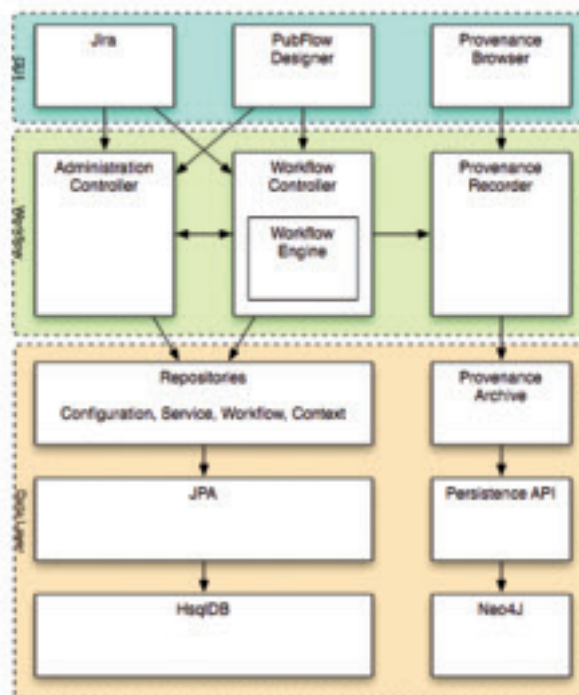 Jira
PubFlow
Designer
Provenance
Browser
Administration
Controller
Workflow
Controller
Workflow
Engine
Provenance
Recorder
Repositories
Configuration, Service, Workflow, Context
Provenance
Archive
JPA
Persistence API
HsqlDB
Neo4J